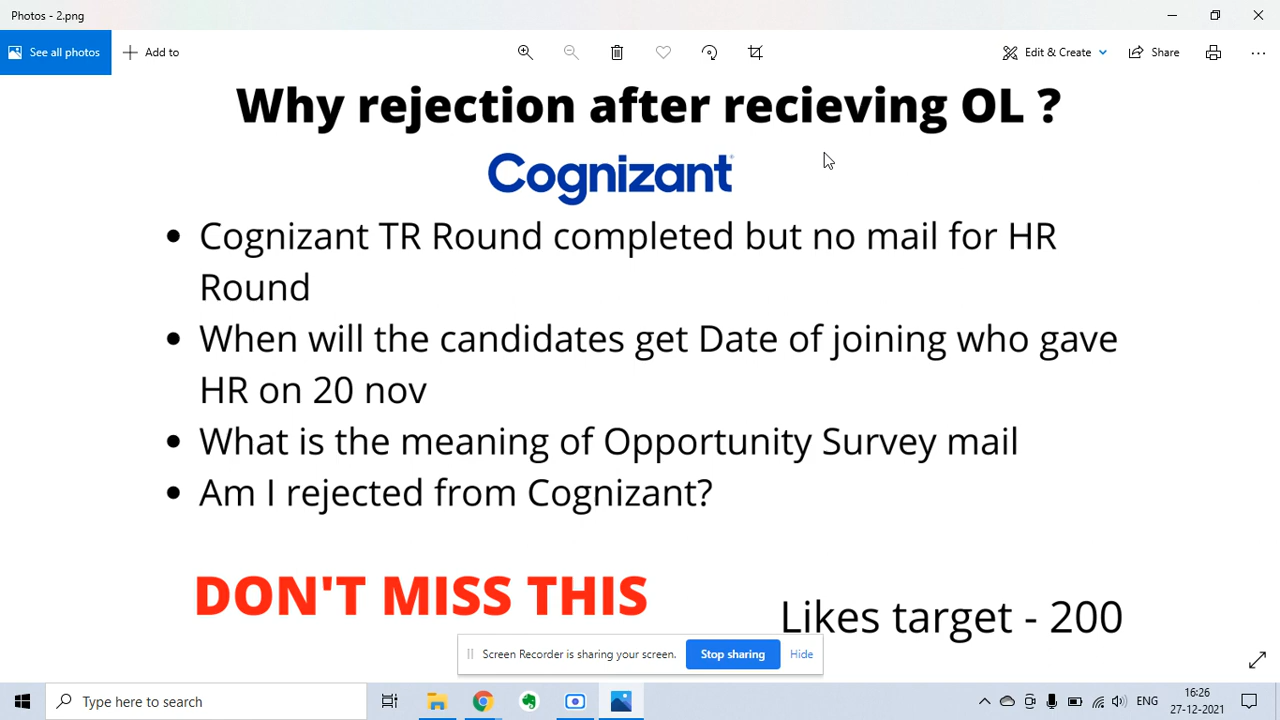 Photos - 2.png
See all photos
Add to
Edit & Create
Share
Why rejection after recieving OL ?
Cognizant
• Cognizant TR Round completed but no mail for HR
Round
• When will the candidates get Date of joining who gave
HR on 20 nov
• What is the meaning of Opportunity Survey mail
• Am I rejected from Cognizant?
DON'T MISS THIS
Likes target - 200
Screen Recorder is sharing your screen.
Stop sharing
Hide
Type here to search
ENG
16:26
27-12-2021